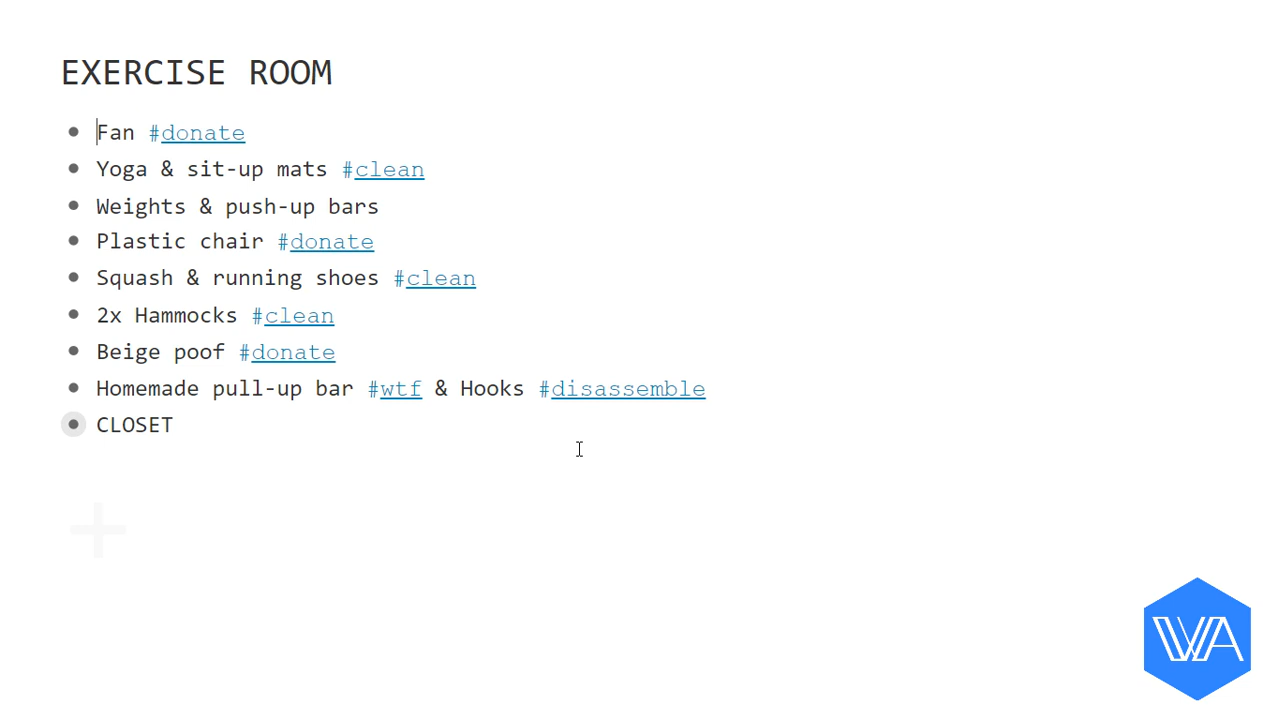 EXERCISE ROOM
Fan #donate
Yoga & sit-up mats #clean
Weights & push-up bars
Plastic chair #donate
Squash & running shoes #clean
2x Hammocks #clean
Beige poof #donate
Homemade pull-up bar #wtf & Hooks #disassemble
CLOSET
WA